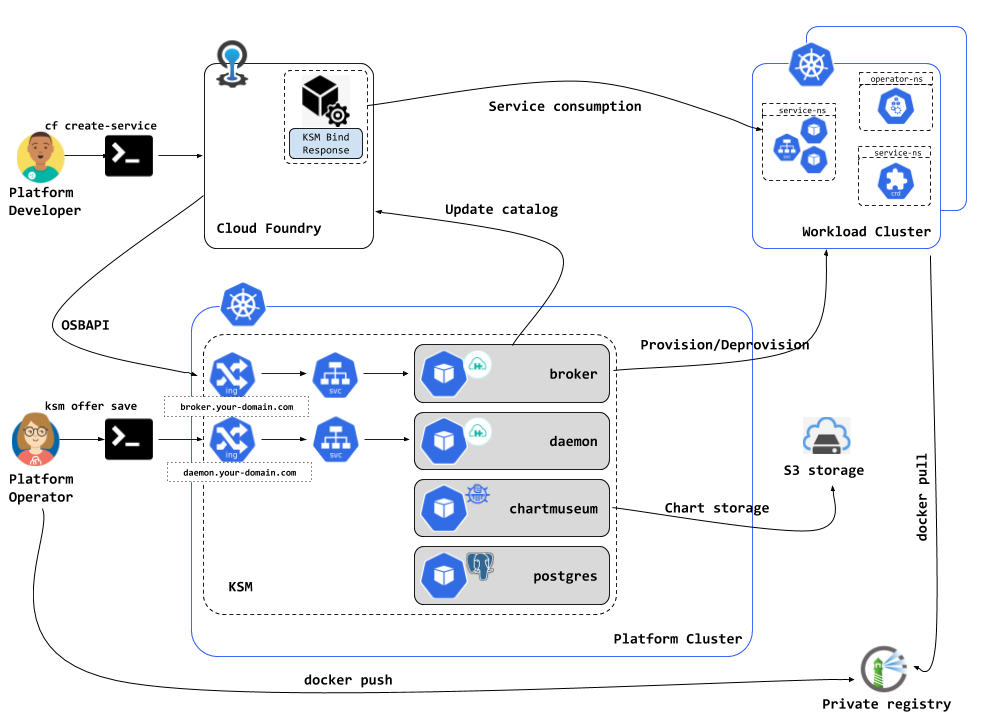 operator-ns
cf create-service
Service consumption
service-ns
KSM Bind
Response
svc
service-ns
crd
Platform
Developer
Update catalog
Cloud Foundry
Workload Cluster
OSBAPI
Provision/Deprovision
ing
svc
broker
broker.your-domain.com
ksm offer save
ing
svc
daemon
daemon.your-domain.com
S3 storage
Platform
Operator
chartmuseum
Chart storage
docker pull
postgres
KSM
Platform Cluster
docker push
Private registry